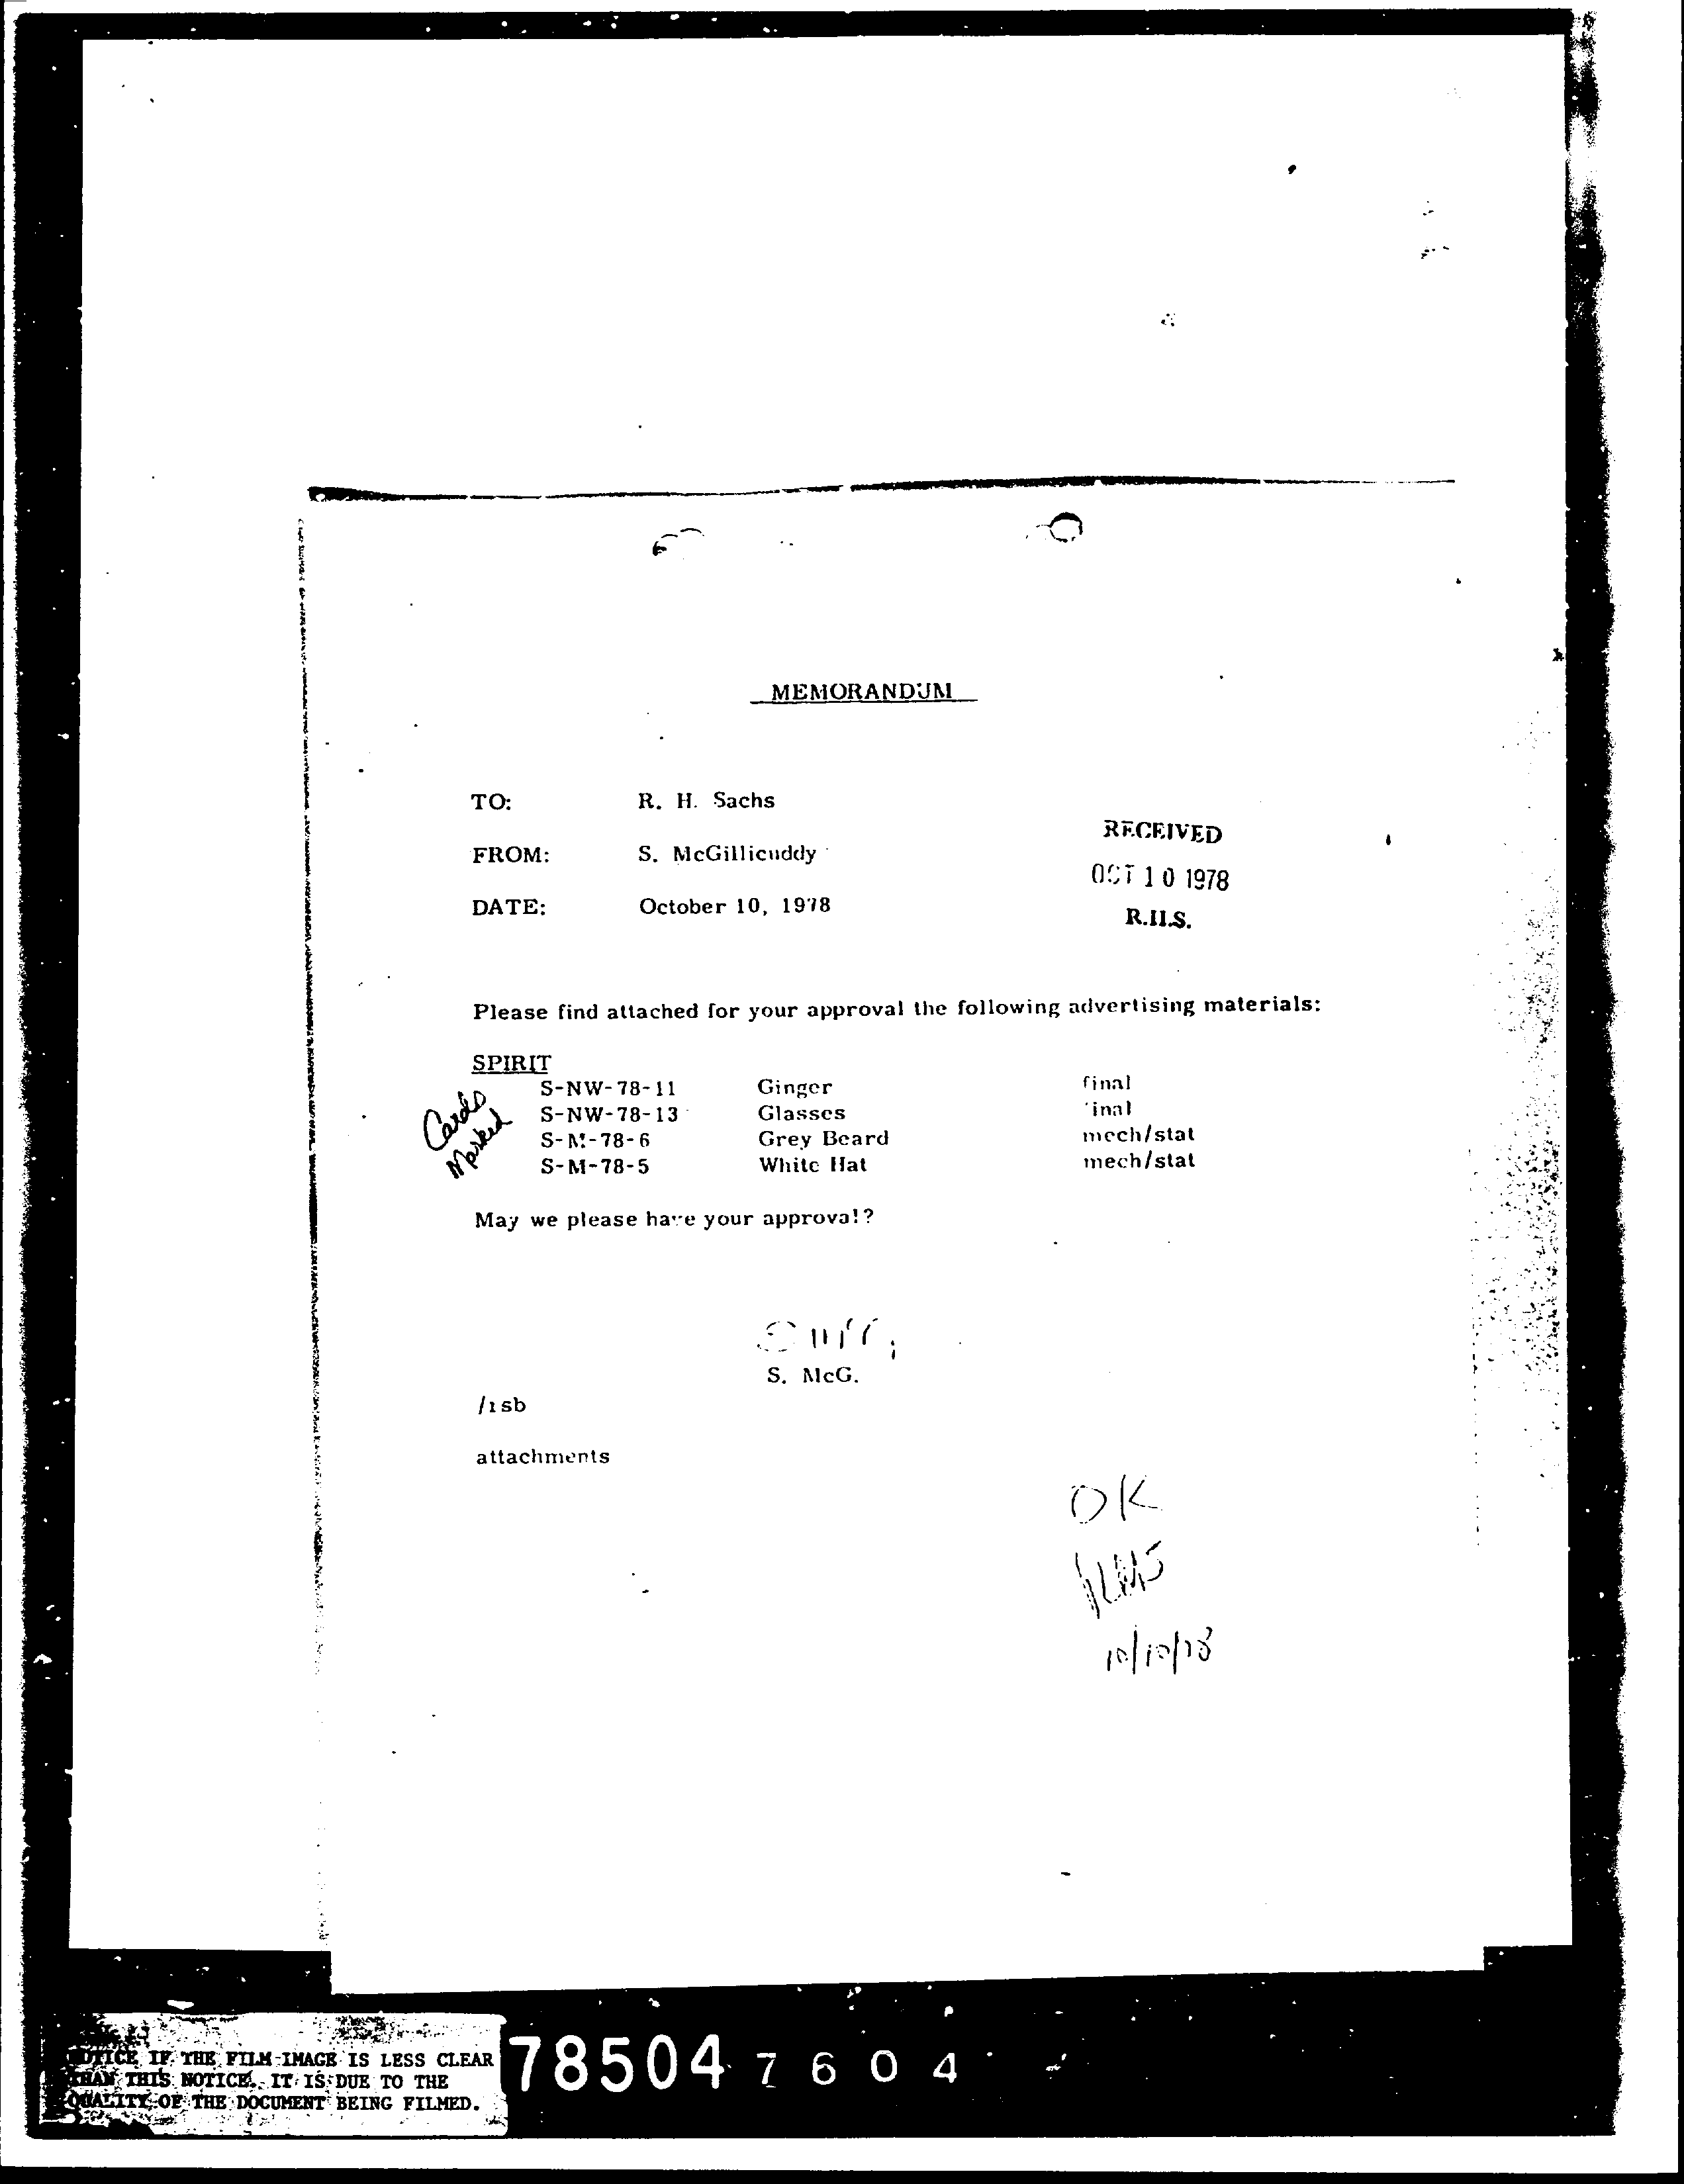 MEMORANDUM
TO: R. H. Sachs
RECEIVED
FROM: S. McGillicuddy
OCT 10 1978
DATE: October 10, 1978
R.H.S.
Please find attached for your approval the following advertising materials:
SPIRIT
Cards
Marked
S-NW-78-11 Ginger final
S-NW-78-13 Glasses final
S-M-78-6 Grey Beard mech/stat
S-M-78-5 White Hat mech/stat
May we please have your approval?
S. McG.
attachments
OK
RHS
10/10/78
NOTICE IF THE FILM IMAGE IS LESS CLEAR
THAN THIS NOTICE, IT IS DUE TO THE
QUALITY OF THE DOCUMENT BEING FILMED.
78504 7604